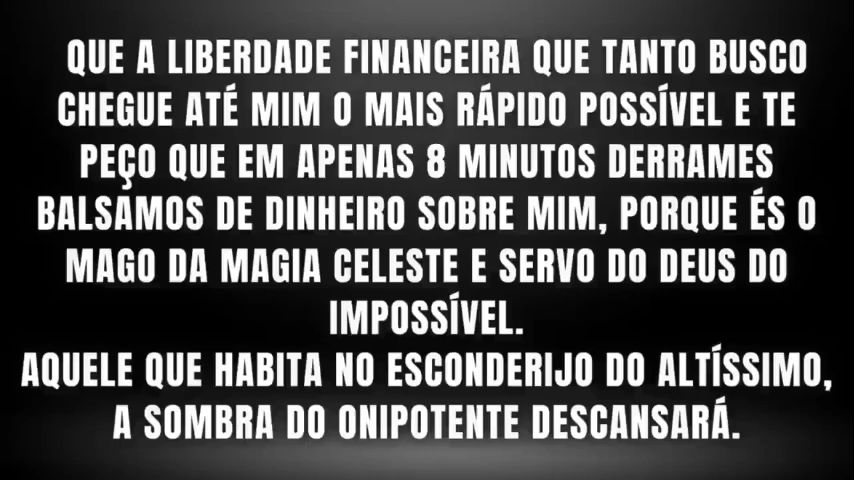 QUE A LIBERDADE FINANCEIRA QUE TANTO BUSCO
CHEGUE ATÉ MIM O MAIS RÁPIDO POSSÍVEL E TE
PEÇO QUE EM APENAS 8 MINUTOS DERRAMES
BALSAMOS DE DINHEIRO SOBRE MIM, PORQUE ÉS O
MAGO DA MAGIA CELESTE E SERVO DO DEUS DO
IMPOSSÍVEL.
AQUELE QUE HABITA NO ESCONDERIJO DO ALTÍSSIMO,
A SOMBRA DO ONIPOTENTE DESCANSARÁ.